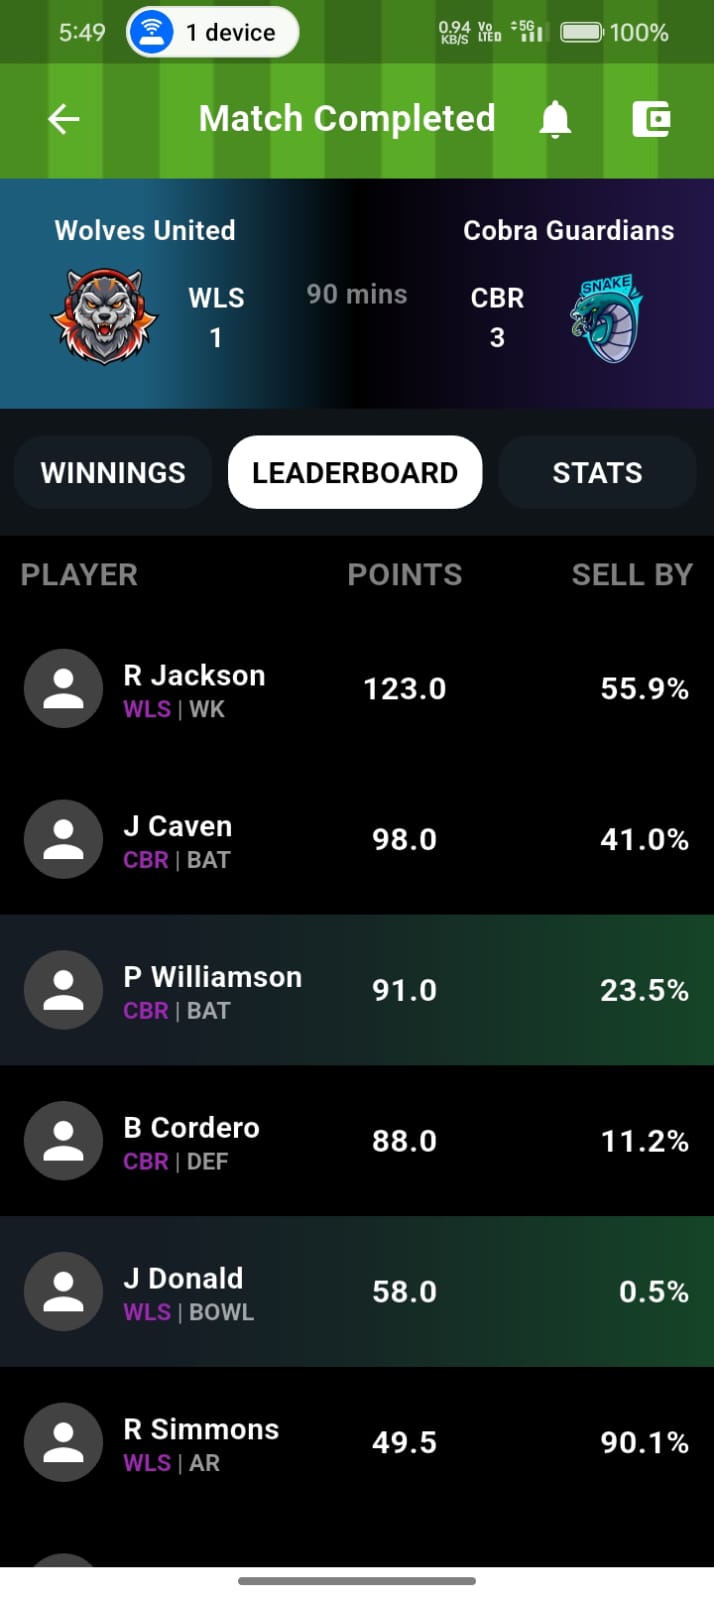 5:49 1 device 0.94 KB/S Vo LTED 5G 100%
Match Completed
Wolves United Cobra Guardians
SNAKE
WLS 90 mins CBR
1 3
WINNINGS LEADERBOARD STATS
PLAYER POINTS SELL BY
R Jackson 123.0 55.9%
WLS | WK
J Caven 98.0 41.0%
CBR | BAT
P Williamson 91.0 23.5%
CBR | BAT
B Cordero 88.0 11.2%
CBR | DEF
J Donald 58.0 0.5%
WLS | BOWL
R Simmons 49.5 90.1%
WLS | AR